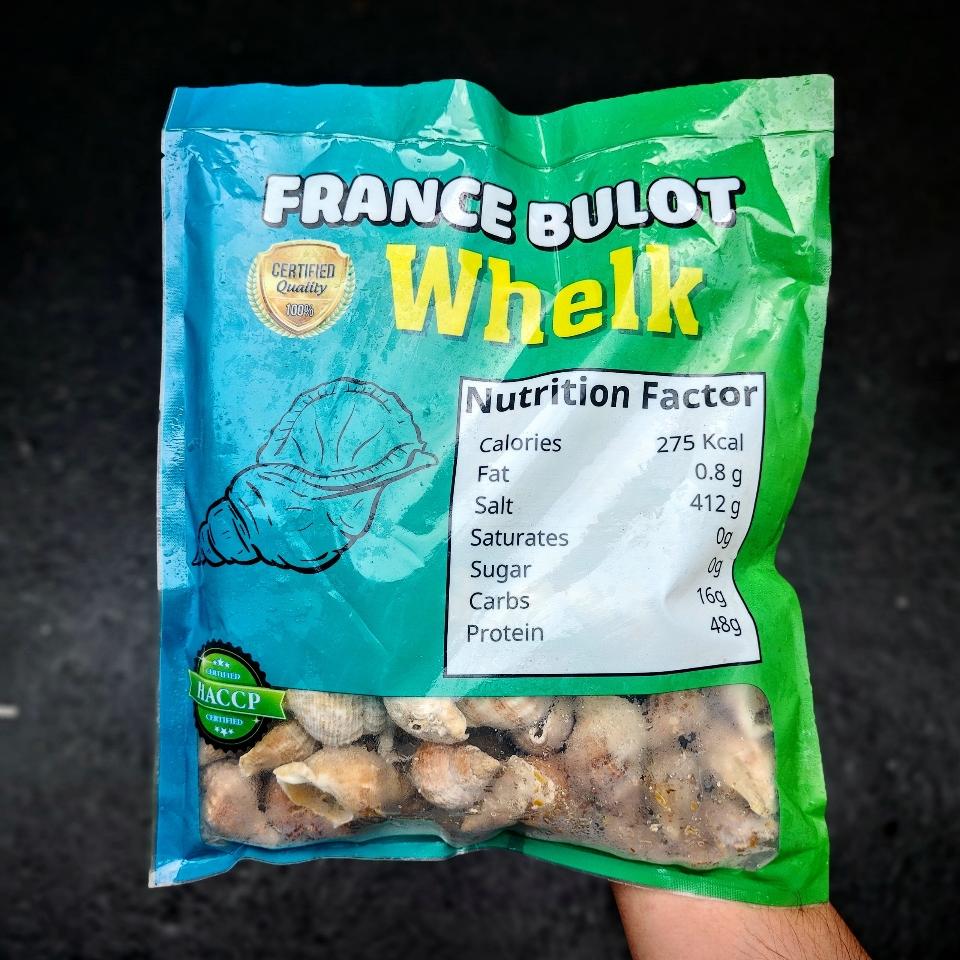 FRANCE BULOT
Whelk
CERTIFIED
Quality
100%
Nutrition Factor
Calories 275 Kcal
Fat 0.8 g
Salt 412 g
Saturates 0g
Sugar 0g
Carbs 16g
Protein 48g
CERTIFIED
HACCP
CERTIFIED